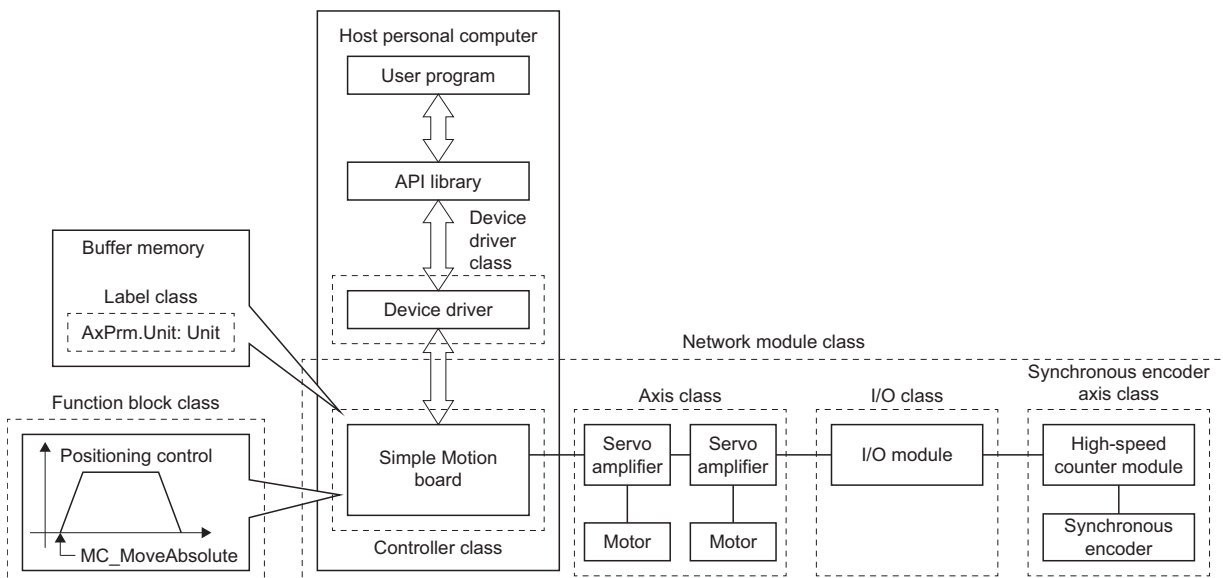 Host personal computer
User program
API library
Device
driver
class
Buffer memory
Label class
AxPrm.Unit: Unit
Device driver
Network module class
Function block class
Positioning control
MC_MoveAbsolute
Simple Motion
board
Controller class
Axis class
Servo
amplifier
Servo
amplifier
Motor
Motor
I/O class
I/O module
Synchronous encoder
axis class
High-speed
counter module
Synchronous
encoder